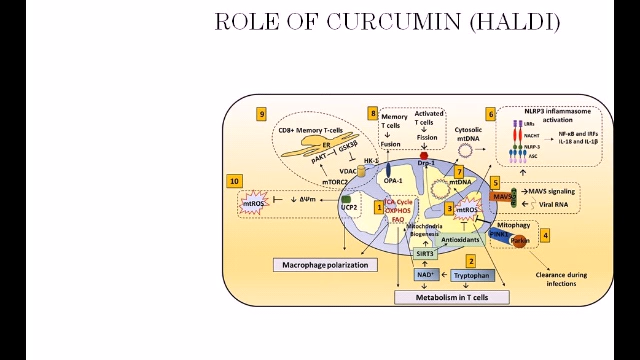 ROLE OF CURCUMIN (HALDI)
9
CD8+ Memory T-cells
ER
pAKT
GSK3β
mTORC2
HK-1
VDAC
8
Memory
T cells
Fusion
Activated
T cells
Fission
Drp-1
OPA-1
Cytosolic
mtDNA
6
NLRP3 inflammasome
activation
LRRs
NACHT
NLRP-3
ASC
NF-κB and IRFs
IL-18 and IL-1β
10
mtROS
↓ ΔΨm
UCP2
1
TCA Cycle
OXPHOS
FAO
7
mtDNA
3
mtROS
5
MAVS
MAVS signaling
Viral RNA
Mitophagy
4
PINK1
Parkin
Clearance during
infections
Mitochondria
Biogenesis
Antioxidants
SIRT3
2
NAD+
Tryptophan
Macrophage polarization
Metabolism in T cells